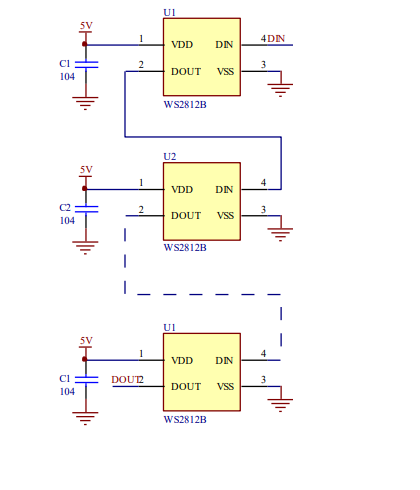 U1
5V
1 VDD DIN 4 DIN
C1
104
2 DOUT VSS 3
WS2812B
U2
5V
1 VDD DIN 4
C2
104
2 DOUT VSS 3
WS2812B
U1
5V
1 VDD DIN 4
C1
104
DOUT 2 DOUT VSS 3
WS2812B